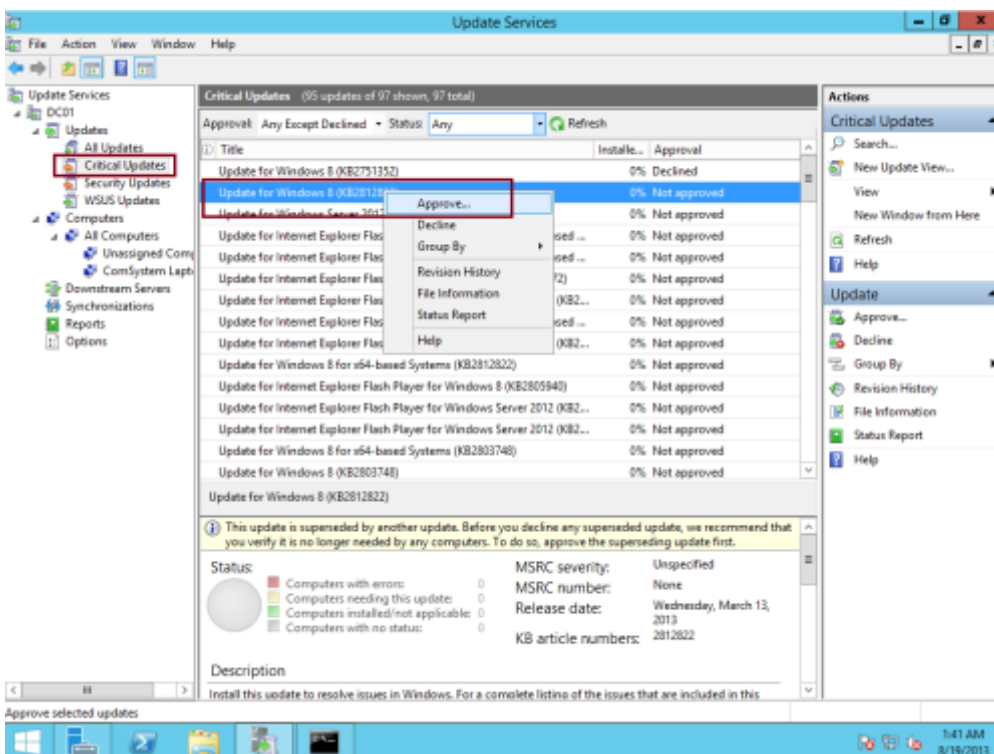 Update Services
File Action View Window Help
Update Services
DC01
Updates
All Updates
Critical Updates
Security Updates
WSUS Updates
Computers
All Computers
Unassigned Comp
ComSystem Lapt
Downstream Servers
Synchronizations
Reports
Options
Critical Updates (95 updates of 97 shown, 97 total)
Approval: Any Except Declined Status: Any Refresh
Title Installe... Approval
Update for Windows 8 (KB2751352) 0% Declined
Update for Windows 8 (KB2812822) 0% Not approved
Update for Windows Server 2012 0% Not approved
Update for Internet Explorer Flas sed ... 0% Not approved
Update for Internet Explorer Flas sed ... 0% Not approved
Update for Internet Explorer Flas 72) 0% Not approved
Update for Internet Explorer Flas (KB2... 0% Not approved
Update for Internet Explorer Flas sed ... 0% Not approved
Update for Internet Explorer Flas (KB2... 0% Not approved
Update for Windows 8 for x64-based Systems (KB2812822) 0% Not approved
Update for Internet Explorer Flash Player for Windows 8 (KB2805940) 0% Not approved
Update for Internet Explorer Flash Player for Windows Server 2012 (KB2... 0% Not approved
Update for Internet Explorer Flash Player for Windows Server 2012 (KB2... 0% Not approved
Update for Windows 8 for x64-based Systems (KB2803748) 0% Not approved
Update for Windows 8 (KB2803748) 0% Not approved
Approve...
Decline
Group By
Revision History
File Information
Status Report
Help
Update for Windows 8 (KB2812822)
This update is superseded by another update. Before you decline any superseded update, we recommend that
you verify it is no longer needed by any computers. To do so, approve the superseding update first.
Status:
Computers with errors: 0
Computers needing this update: 0
Computers installed/not applicable: 0
Computers with no status: 0
MSRC severity: Unspecified
MSRC number: None
Release date: Wednesday, March 13,
2013
KB article numbers: 2812822
Description
Install this update to resolve issues in Windows. For a complete listing of the issues that are included in this
Actions
Critical Updates
Search...
New Update View...
View
New Window from Here
Refresh
Help
Update
Approve...
Decline
Group By
Revision History
File Information
Status Report
Help
Approve selected updates
1:41 AM
8/19/2013